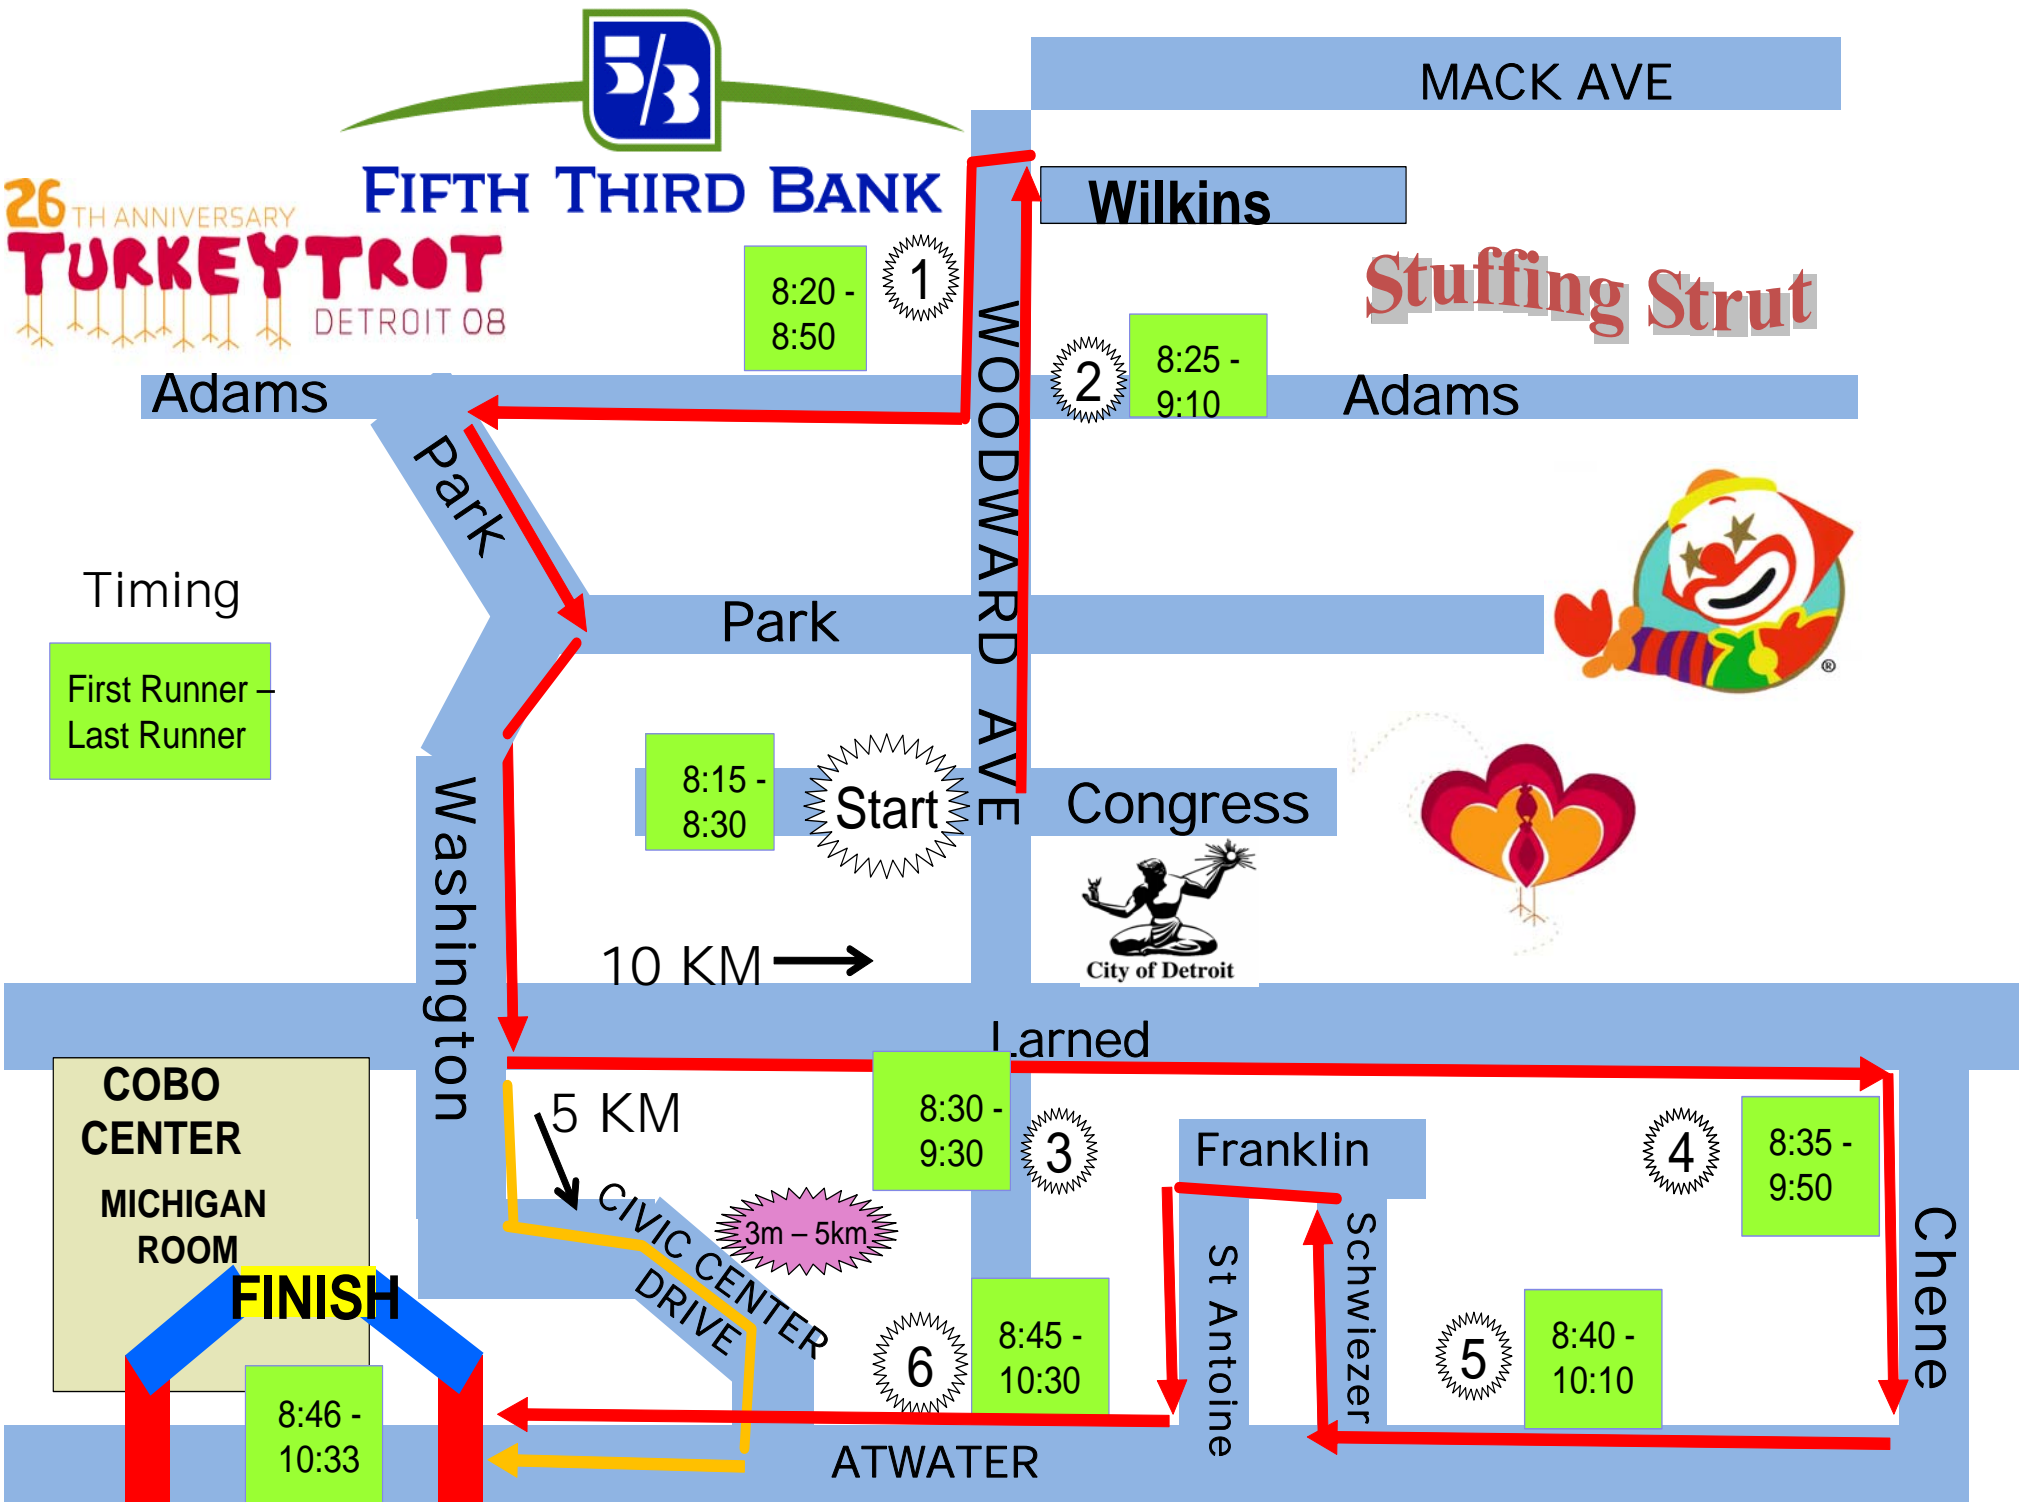 5/3
FIFTH THIRD BANK
MACK AVE
26 TH ANNIVERSARY
TURKEY TROT
DETROIT 08
Wilkins
Stuffing Strut
8:20 -
8:50
1
WOODWARD AVE
2
8:25 -
9:10
Adams
Adams
Park
Park
Timing
First Runner –
Last Runner
®
8:15 -
8:30
Start
Congress
Washington
City of Detroit
10 KM
Larned
COBO
CENTER
MICHIGAN
ROOM
FINISH
5 KM
CIVIC CENTER
DRIVE
3m – 5km
8:30 -
9:30
3
Franklin
4
8:35 -
9:50
Chene
St Antoine
Schwiezer
5
8:40 -
10:10
6
8:45 -
10:30
8:46 -
10:33
ATWATER